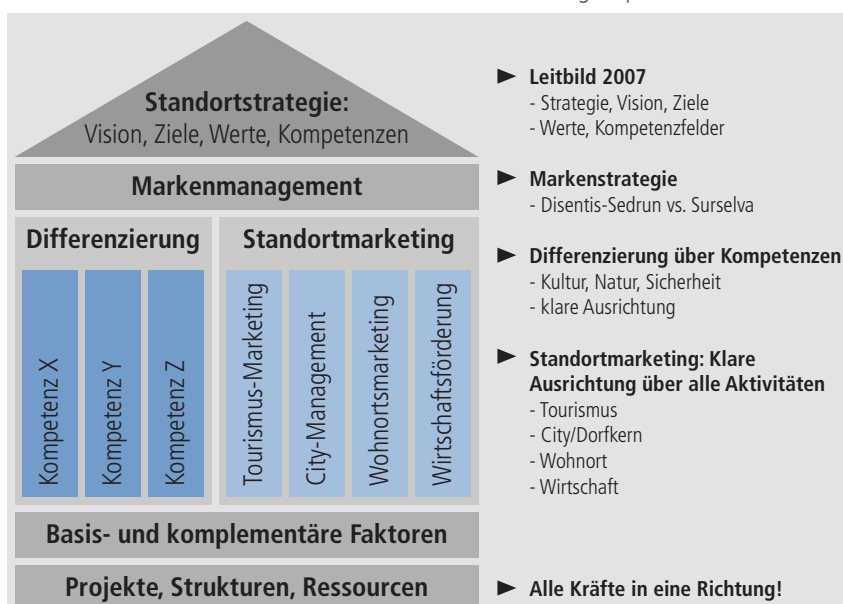 Standortstrategie:
Vision, Ziele, Werte, Kompetenzen
Markenmanagement
Differenzierung
Kompetenz X
Kompetenz Y
Kompetenz Z
Standortmarketing
Tourismus-Marketing
City-Management
Wohnortsmarketing
Wirtschaftsförderung
Basis- und komplementäre Faktoren
Projekte, Strukturen, Ressourcen
► Leitbild 2007
- Strategie, Vision, Ziele
- Werte, Kompetenzfelder
► Markenstrategie
- Disentis-Sedrun vs. Surselva
► Differenzierung über Kompetenzen
- Kultur, Natur, Sicherheit
- klare Ausrichtung
► Standortmarketing: Klare
Ausrichtung über alle Aktivitäten
- Tourismus
- City/Dorfkern
- Wohnort
- Wirtschaft
► Alle Kräfte in eine Richtung!